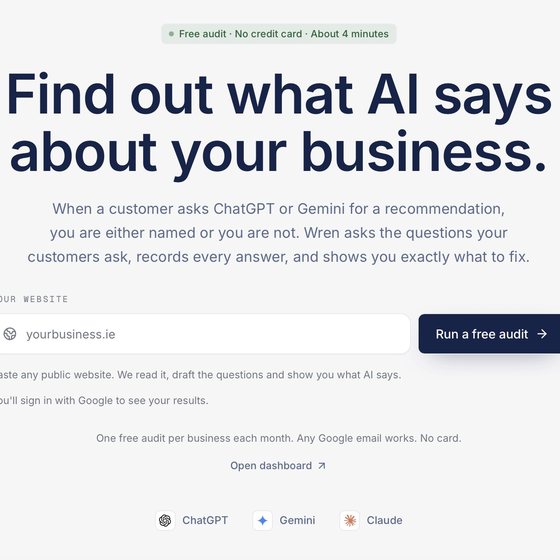 Free audit · No credit card · About 4 minutes
Find out what AI says
about your business.
When a customer asks ChatGPT or Gemini for a recommendation,
you are either named or you are not. Wren asks the questions your
customers ask, records every answer, and shows you exactly what to fix.
OUR WEBSITE
yourbusiness.ie
Run a free audit →
aste any public website. We read it, draft the questions and show you what AI says.
ou'll sign in with Google to see your results.
One free audit per business each month. Any Google email works. No card.
Open dashboard ↗
ChatGPT Gemini Claude